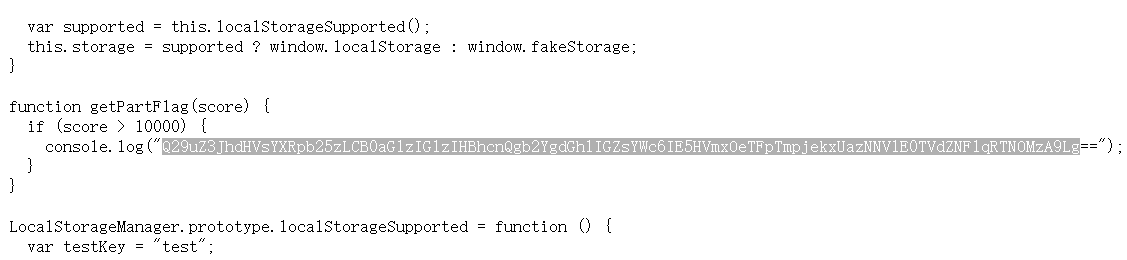 var supported = this.localStorageSupported();
this.storage = supported ? window.localStorage : window.fakeStorage;
}
function getPartFlag(score) {
if (score > 10000) {
console.log("Q29uZ3JhdHVsYXRpb25zLCB0aGlzIGlzIHBhcnQgb2YgdGhlIGZsYWc6IE5HVmxOeTFpTmpjekxUazNNV1E0TVdZNFlqRTNOMzA9Lg==");
}
}
LocalStorageManager.prototype.localStorageSupported = function () {
var testKey = "test";